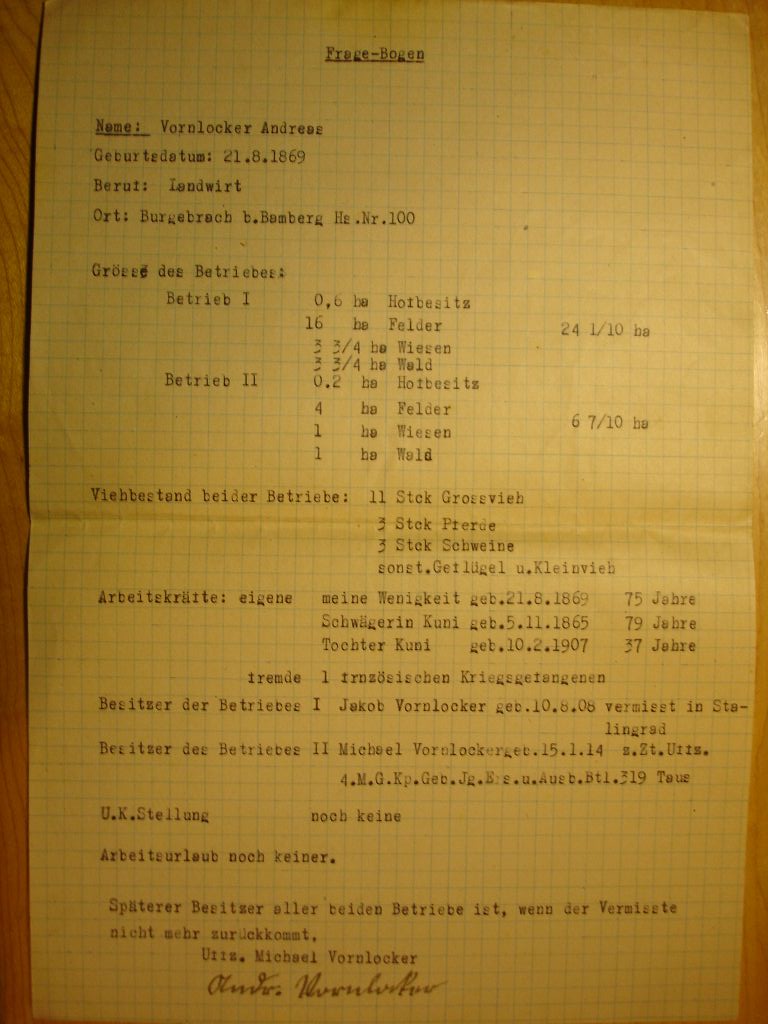 Frage-Bogen
Name: Vornlocker Andreas
Geburtsdatum: 21.8.1869
Beruf: Landwirt
Ort: Burgebrach b.Bamberg Hs.Nr.100
Grösse des Betriebes:
Betrieb I 0,6 ha Hofbesitz
16 ha Felder 24 1/10 ha
3 3/4 ha Wiesen
3 3/4 ha Wald
Betrieb II 0.2 ha Hofbesitz
4 ha Felder
1 ha Wiesen 6 7/10 ha
1 ha Wald
Viehbestand beider Betriebe: 11 Stck Grossvieh
3 Stck Pferde
3 Stck Schweine
sonst.Geflügel u.Kleinvieh
Arbeitskräfte: eigene meine Wenigkeit geb.21.8.1869 75 Jahre
Schwägerin Kuni geb.5.11.1865 79 Jahre
Tochter Kuni geb.10.2.1907 37 Jahre
fremde 1 frnzösischen Kriegsgefangenen
Besitzer der Betriebes I Jakob Vornlocker geb.10.8.08 vermisst in Sta-
lingrad
Besitzer des Betriebes II Michael Vornlockergeb.15.1.14 z.Zt.Uffz.
4.M.G.Kp.Geb.Jg.Ers.u.Ausb.Btl.319 Taus
U.K.Stellung noch keine
Arbeitsurlaub noch keiner.
Späterer Besitzer aller beiden Betriebe ist, wenn der Vermisste
nicht mehr zurückkommt.
Uffz. Michael Vornlocker
Andr. Vornlocker